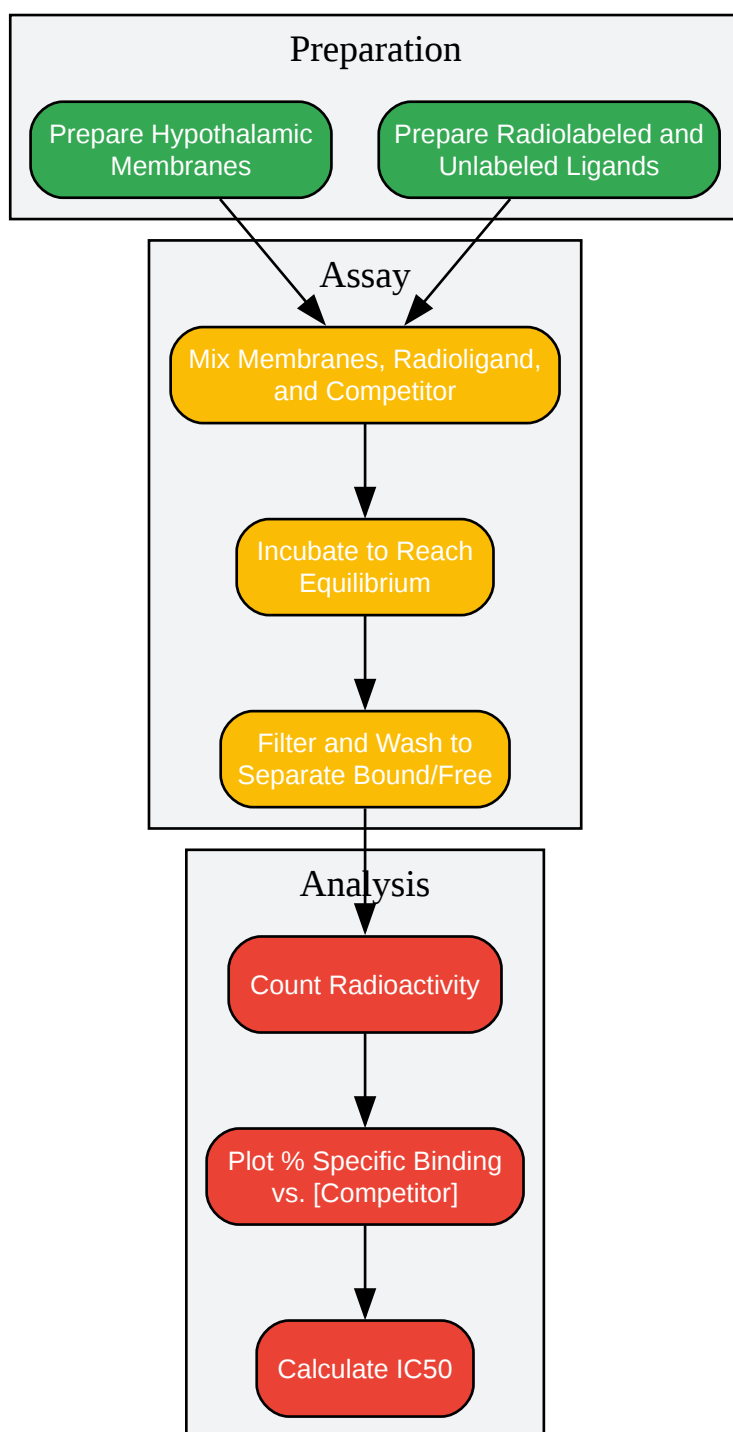 Preparation
Prepare Hypothalamic
Membranes
Prepare Radiolabeled and
Unlabeled Ligands
Assay
Mix Membranes, Radioligand,
and Competitor
Incubate to Reach
Equilibrium
Filter and Wash to
Separate Bound/Free
Analysis
Count Radioactivity
Plot % Specific Binding
vs. [Competitor]
Calculate IC50